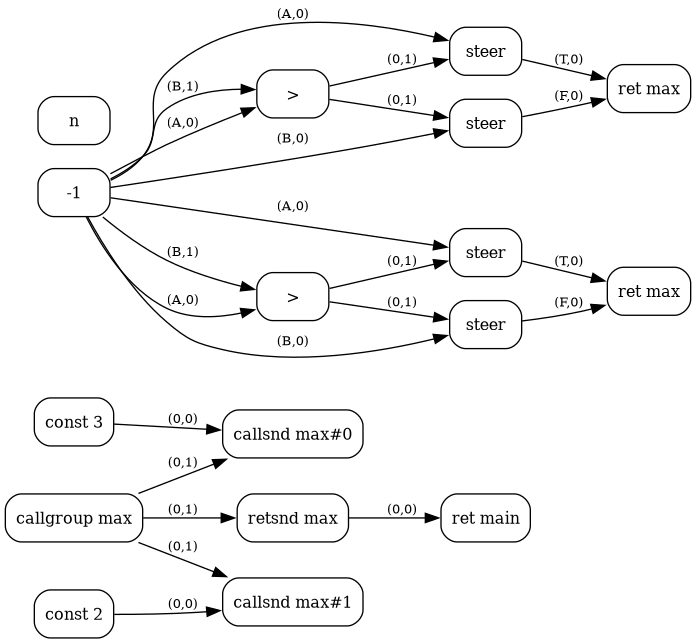 (A,0)
steer
(B,1)
(0,1)
(T,0)
>
ret max
n
(A,0)
(0,1)
(F,0)
steer
(B,0)
-1
(A,0)
steer
(B,1)
(0,1)
(T,0)
>
ret max
(A,0)
(0,1)
(F,0)
steer
(B,0)
const 3
(0,0)
callsnd max#0
(0,1)
callgroup max
(0,1)
retsnd max
(0,0)
ret main
(0,1)
callsnd max#1
const 2
(0,0)